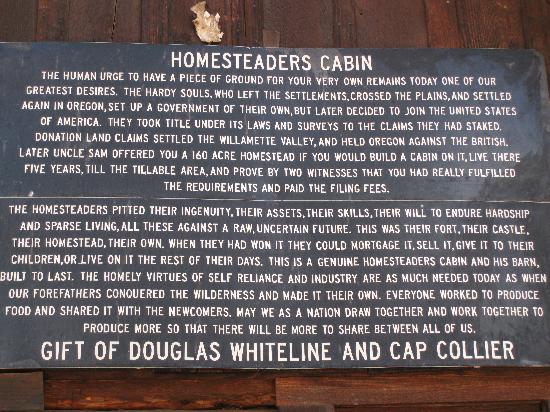 HOMESTEADERS CABIN
THE HUMAN URGE TO HAVE A PIECE OF GROUND FOR YOUR VERY OWN REMAINS TODAY ONE OF OUR
GREATEST DESIRES. THE HARDY SOULS, WHO LEFT THE SETTLEMENTS, CROSSED THE PLAINS, AND SETTLED
AGAIN IN OREGON, SET UP A GOVERNMENT OF THEIR OWN, BUT LATER DECIDED TO JOIN THE UNITED STATES
OF AMERICA. THEY TOOK TITLE UNDER ITS LAWS AND SURVEYS TO THE CLAIMS THEY HAD STAKED.
DONATION LAND CLAIMS SETTLED THE WILLAMETTE VALLEY, AND HELD OREGON AGAINST THE BRITISH.
LATER UNCLE SAM OFFERED YOU A 160 ACRE HOMESTEAD IF YOU WOULD BUILD A CABIN ON IT, LIVE THERE
FIVE YEARS, TILL THE TILLABLE AREA, AND PROVE BY TWO WITNESSES THAT YOU HAD REALLY FULFILLED
THE REQUIREMENTS AND PAID THE FILING FEES.
THE HOMESTEADERS PITTED THEIR INGENUITY, THEIR ASSETS, THEIR SKILLS, THEIR WILL TO ENDURE HARDSHIP
AND SPARSE LIVING, ALL THESE AGAINST A RAW, UNCERTAIN FUTURE. THIS WAS THEIR FORT, THEIR CASTLE,
THEIR HOMESTEAD, THEIR OWN. WHEN THEY HAD WON IT THEY COULD MORTGAGE IT, SELL IT, GIVE IT TO THEIR
CHILDREN, OR LIVE ON IT THE REST OF THEIR DAYS. THIS IS A GENUINE HOMESTEADERS CABIN AND HIS BARN,
BUILT TO LAST. THE HOMELY VIRTUES OF SELF RELIANCE AND INDUSTRY ARE AS MUCH NEEDED TODAY AS WHEN
OUR FOREFATHERS CONQUERED THE WILDERNESS AND MADE IT THEIR OWN. EVERYONE WORKED TO PRODUCE
FOOD AND SHARED IT WITH THE NEWCOMERS. MAY WE AS A NATION DRAW TOGETHER AND WORK TOGETHER TO
PRODUCE MORE SO THAT THERE WILL BE MORE TO SHARE BETWEEN ALL OF US.
GIFT OF DOUGLAS WHITELINE AND CAP COLLIER